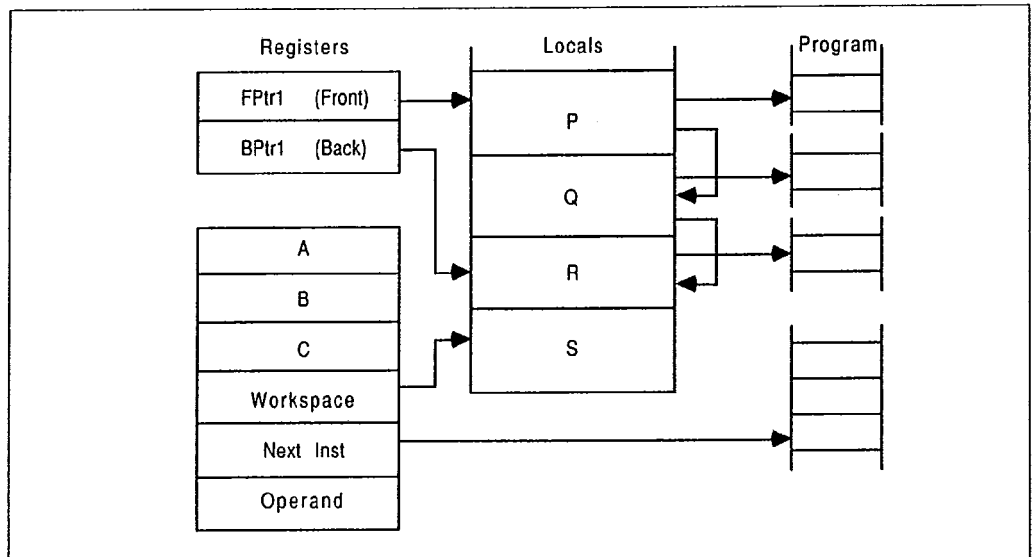 Registers
Locals
Program
FPtr1 (Front)
BPtr1 (Back)
P
Q
R
S
A
B
C
Workspace
Next Inst
Operand